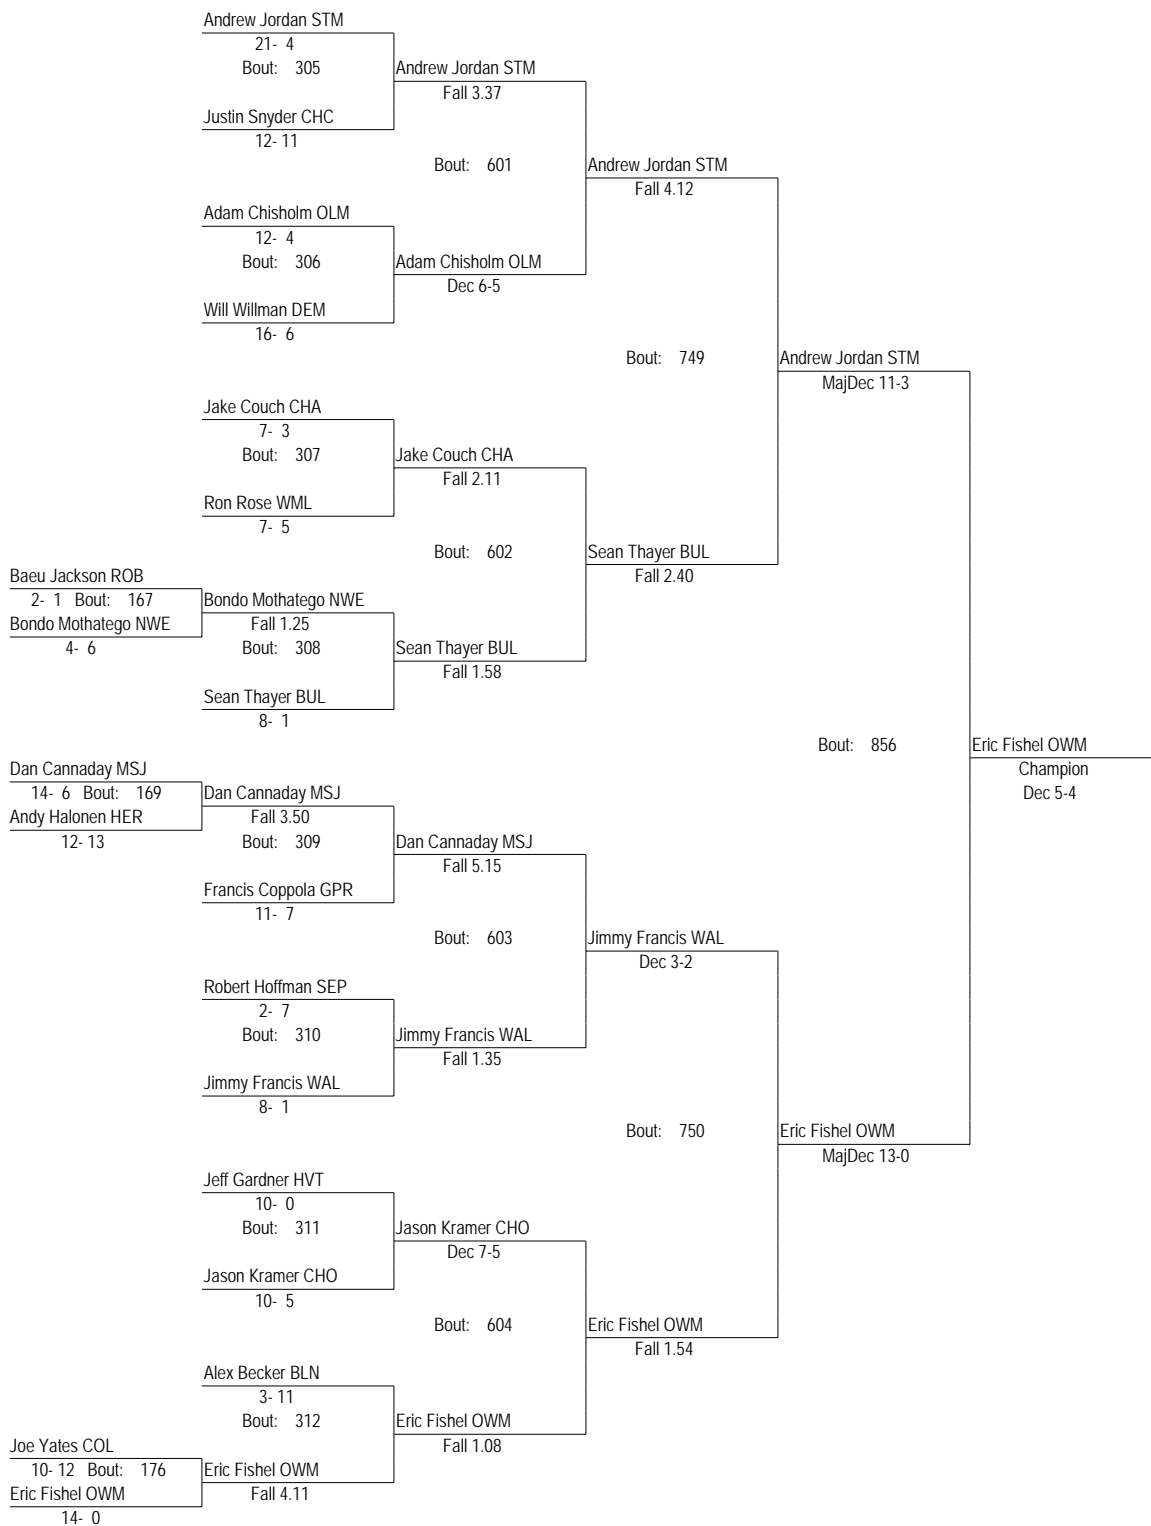 Andrew Jordan STM
21- 4
Bout: 305
Andrew Jordan STM
Fall 3.37
Justin Snyder CHC
12- 11
Bout: 601
Andrew Jordan STM
Fall 4.12
Adam Chisholm OLM
12- 4
Bout: 306
Adam Chisholm OLM
Dec 6-5
Will Willman DEM
16- 6
Bout: 749
Andrew Jordan STM
MajDec 11-3
Jake Couch CHA
7- 3
Bout: 307
Jake Couch CHA
Fall 2.11
Ron Rose WML
7- 5
Bout: 602
Sean Thayer BUL
Fall 2.40
Baeu Jackson ROB
2- 1 Bout: 167
Bondo Mothatego NWE
Bondo Mothatego NWE
Fall 1.25
4- 6
Bout: 308
Sean Thayer BUL
Fall 1.58
Sean Thayer BUL
8- 1
Bout: 856
Eric Fishel OWM
Champion
Dec 5-4
Dan Cannaday MSJ
14- 6 Bout: 169
Dan Cannaday MSJ
Andy Halonen HER
Fall 3.50
12- 13
Bout: 309
Dan Cannaday MSJ
Fall 5.15
Francis Coppola GPR
11- 7
Bout: 603
Jimmy Francis WAL
Dec 3-2
Robert Hoffman SEP
2- 7
Bout: 310
Jimmy Francis WAL
Fall 1.35
Jimmy Francis WAL
8- 1
Bout: 750
Eric Fishel OWM
MajDec 13-0
Jeff Gardner HVT
10- 0
Bout: 311
Jason Kramer CHO
Dec 7-5
Jason Kramer CHO
10- 5
Bout: 604
Eric Fishel OWM
Fall 1.54
Alex Becker BLN
3- 11
Bout: 312
Eric Fishel OWM
Fall 1.08
Joe Yates COL
10- 12 Bout: 176
Eric Fishel OWM
Eric Fishel OWM
Fall 4.11
14- 0